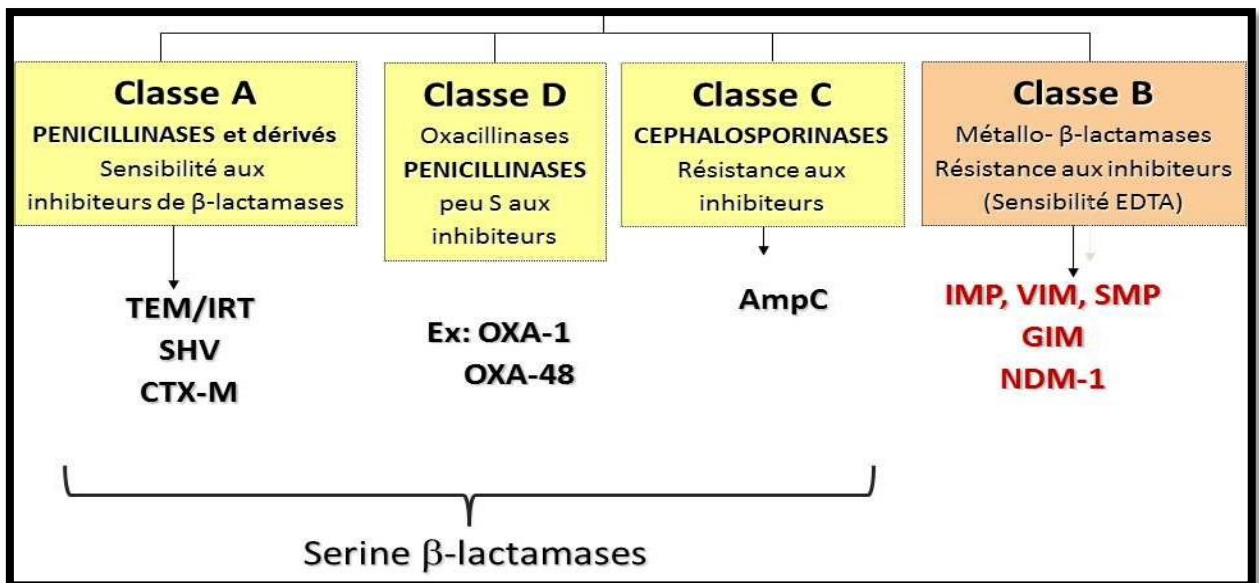 Classe A
PENICILLINASES et dérivés
Sensibilité aux
inhibiteurs de β-lactamases
TEM/IRT
SHV
CTX-M
Classe D
Oxacillinases
PENICILLINASES
peu S aux
inhibiteurs
Ex: OXA-1
OXA-48
Classe C
CEPHALOSPORINASES
Résistance aux
inhibiteurs
AmpC
Classe B
Métallo- β-lactamases
Résistance aux inhibiteurs
(Sensibilité EDTA)
IMP, VIM, SMP
GIM
NDM-1
Serine β-lactamases